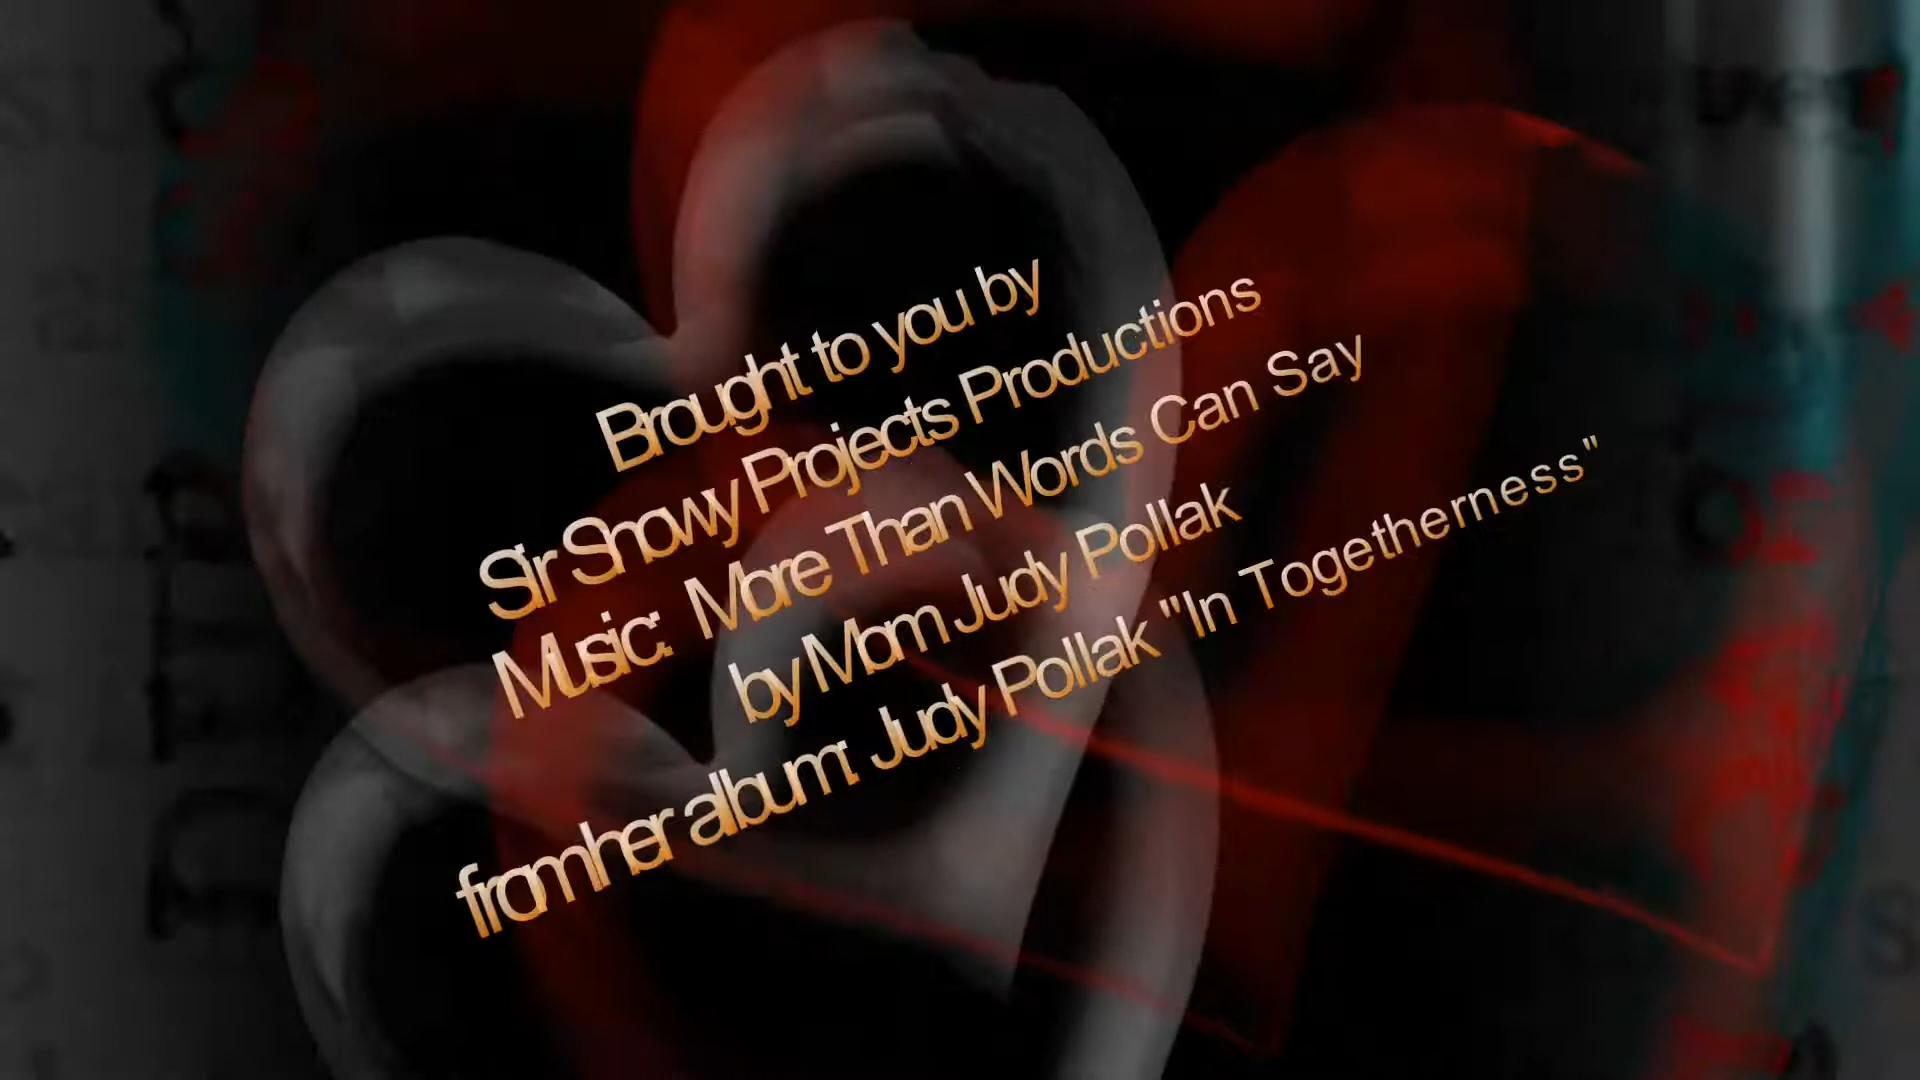 Brought to you by
Sir Snowy Projects Productions
Music: More Than Words Can Say
by Mom Judy Pollak
from her album: Judy Pollak "In Togetherness"